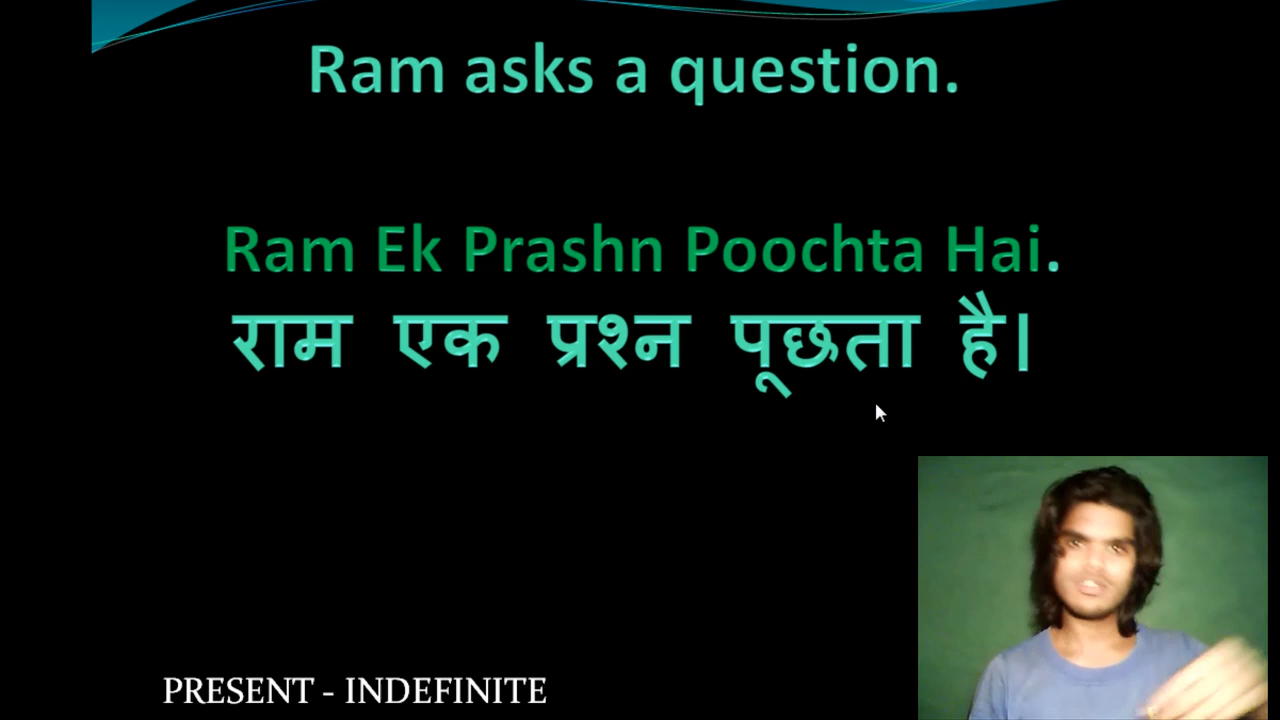 Ram asks a question.
Ram Ek Prashn Poochta Hai.
राम एक प्रश्न पूछता है।
PRESENT - INDEFINITE